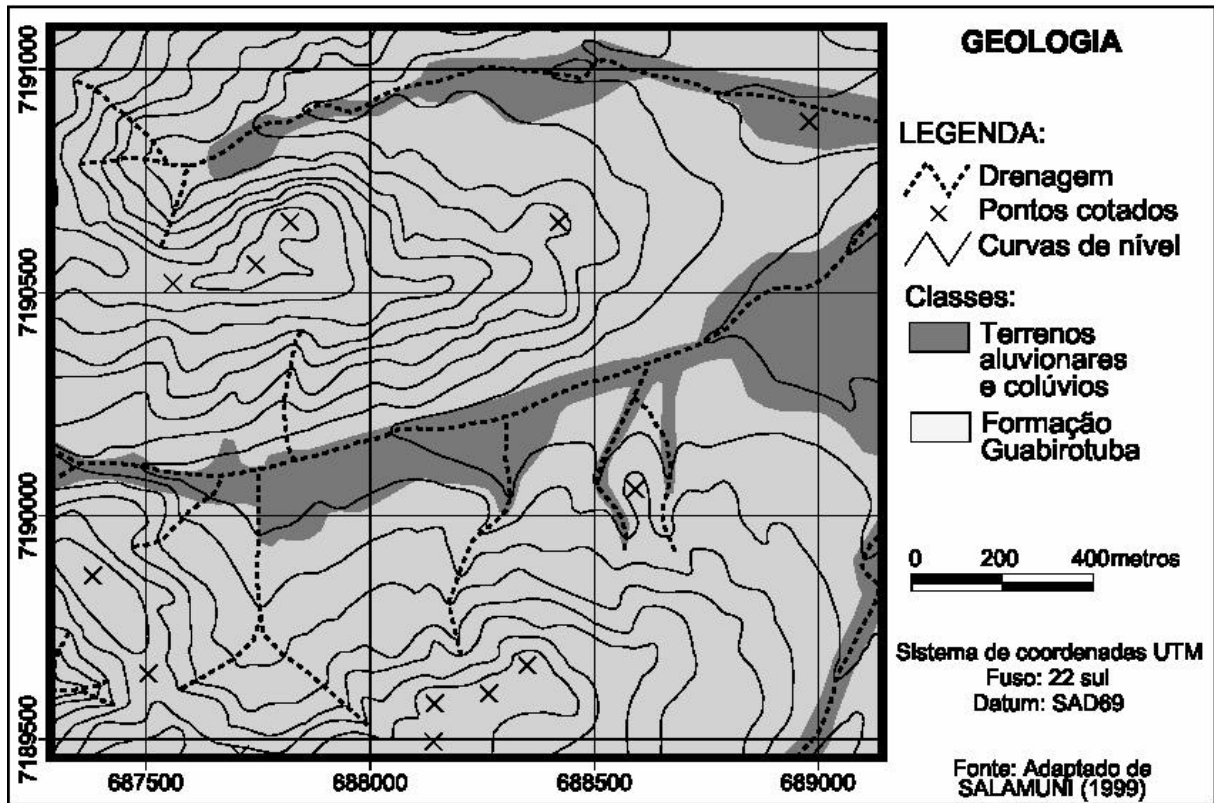 GEOLOGIA
LEGENDA:
Drenagem
Pontos cotados
Curvas de nível
Classes:
Terrenos
aluvionares
e colúvios
Formação
Guabirotuba
0 200 400metros
Sistema de coordenadas UTM
Fuso: 22 sul
Datum: SAD69
Fonte: Adaptado de
SALAMUNI (1999)
7191000
7190500
7190000
7189500
687500 688000 688500 689000